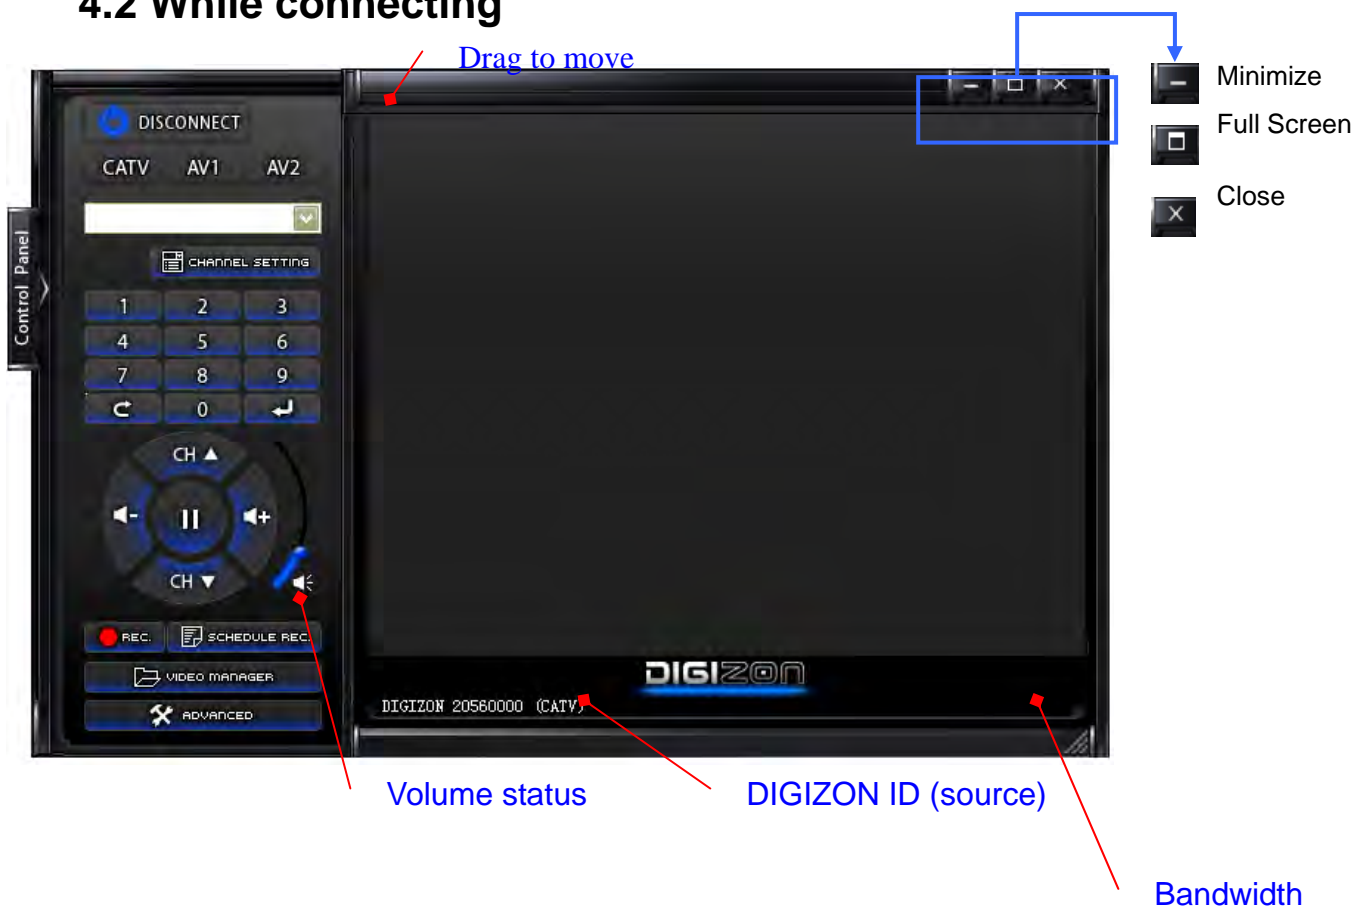 4.2 While connecting
Drag to move
Minimize
Full Screen
Close
DISCONNECT
CATV AV1 AV2
CHANNEL SETTING
Control Panel
1 2 3
4 5 6
7 8 9
0
CH ▲
- +
CH ▼
REC. SCHEDULE REC.
VIDEO MANAGER
ADVANCED
DIGIZON
DIGIZON 20560000 (CATV)
Volume status
DIGIZON ID (source)
Bandwidth